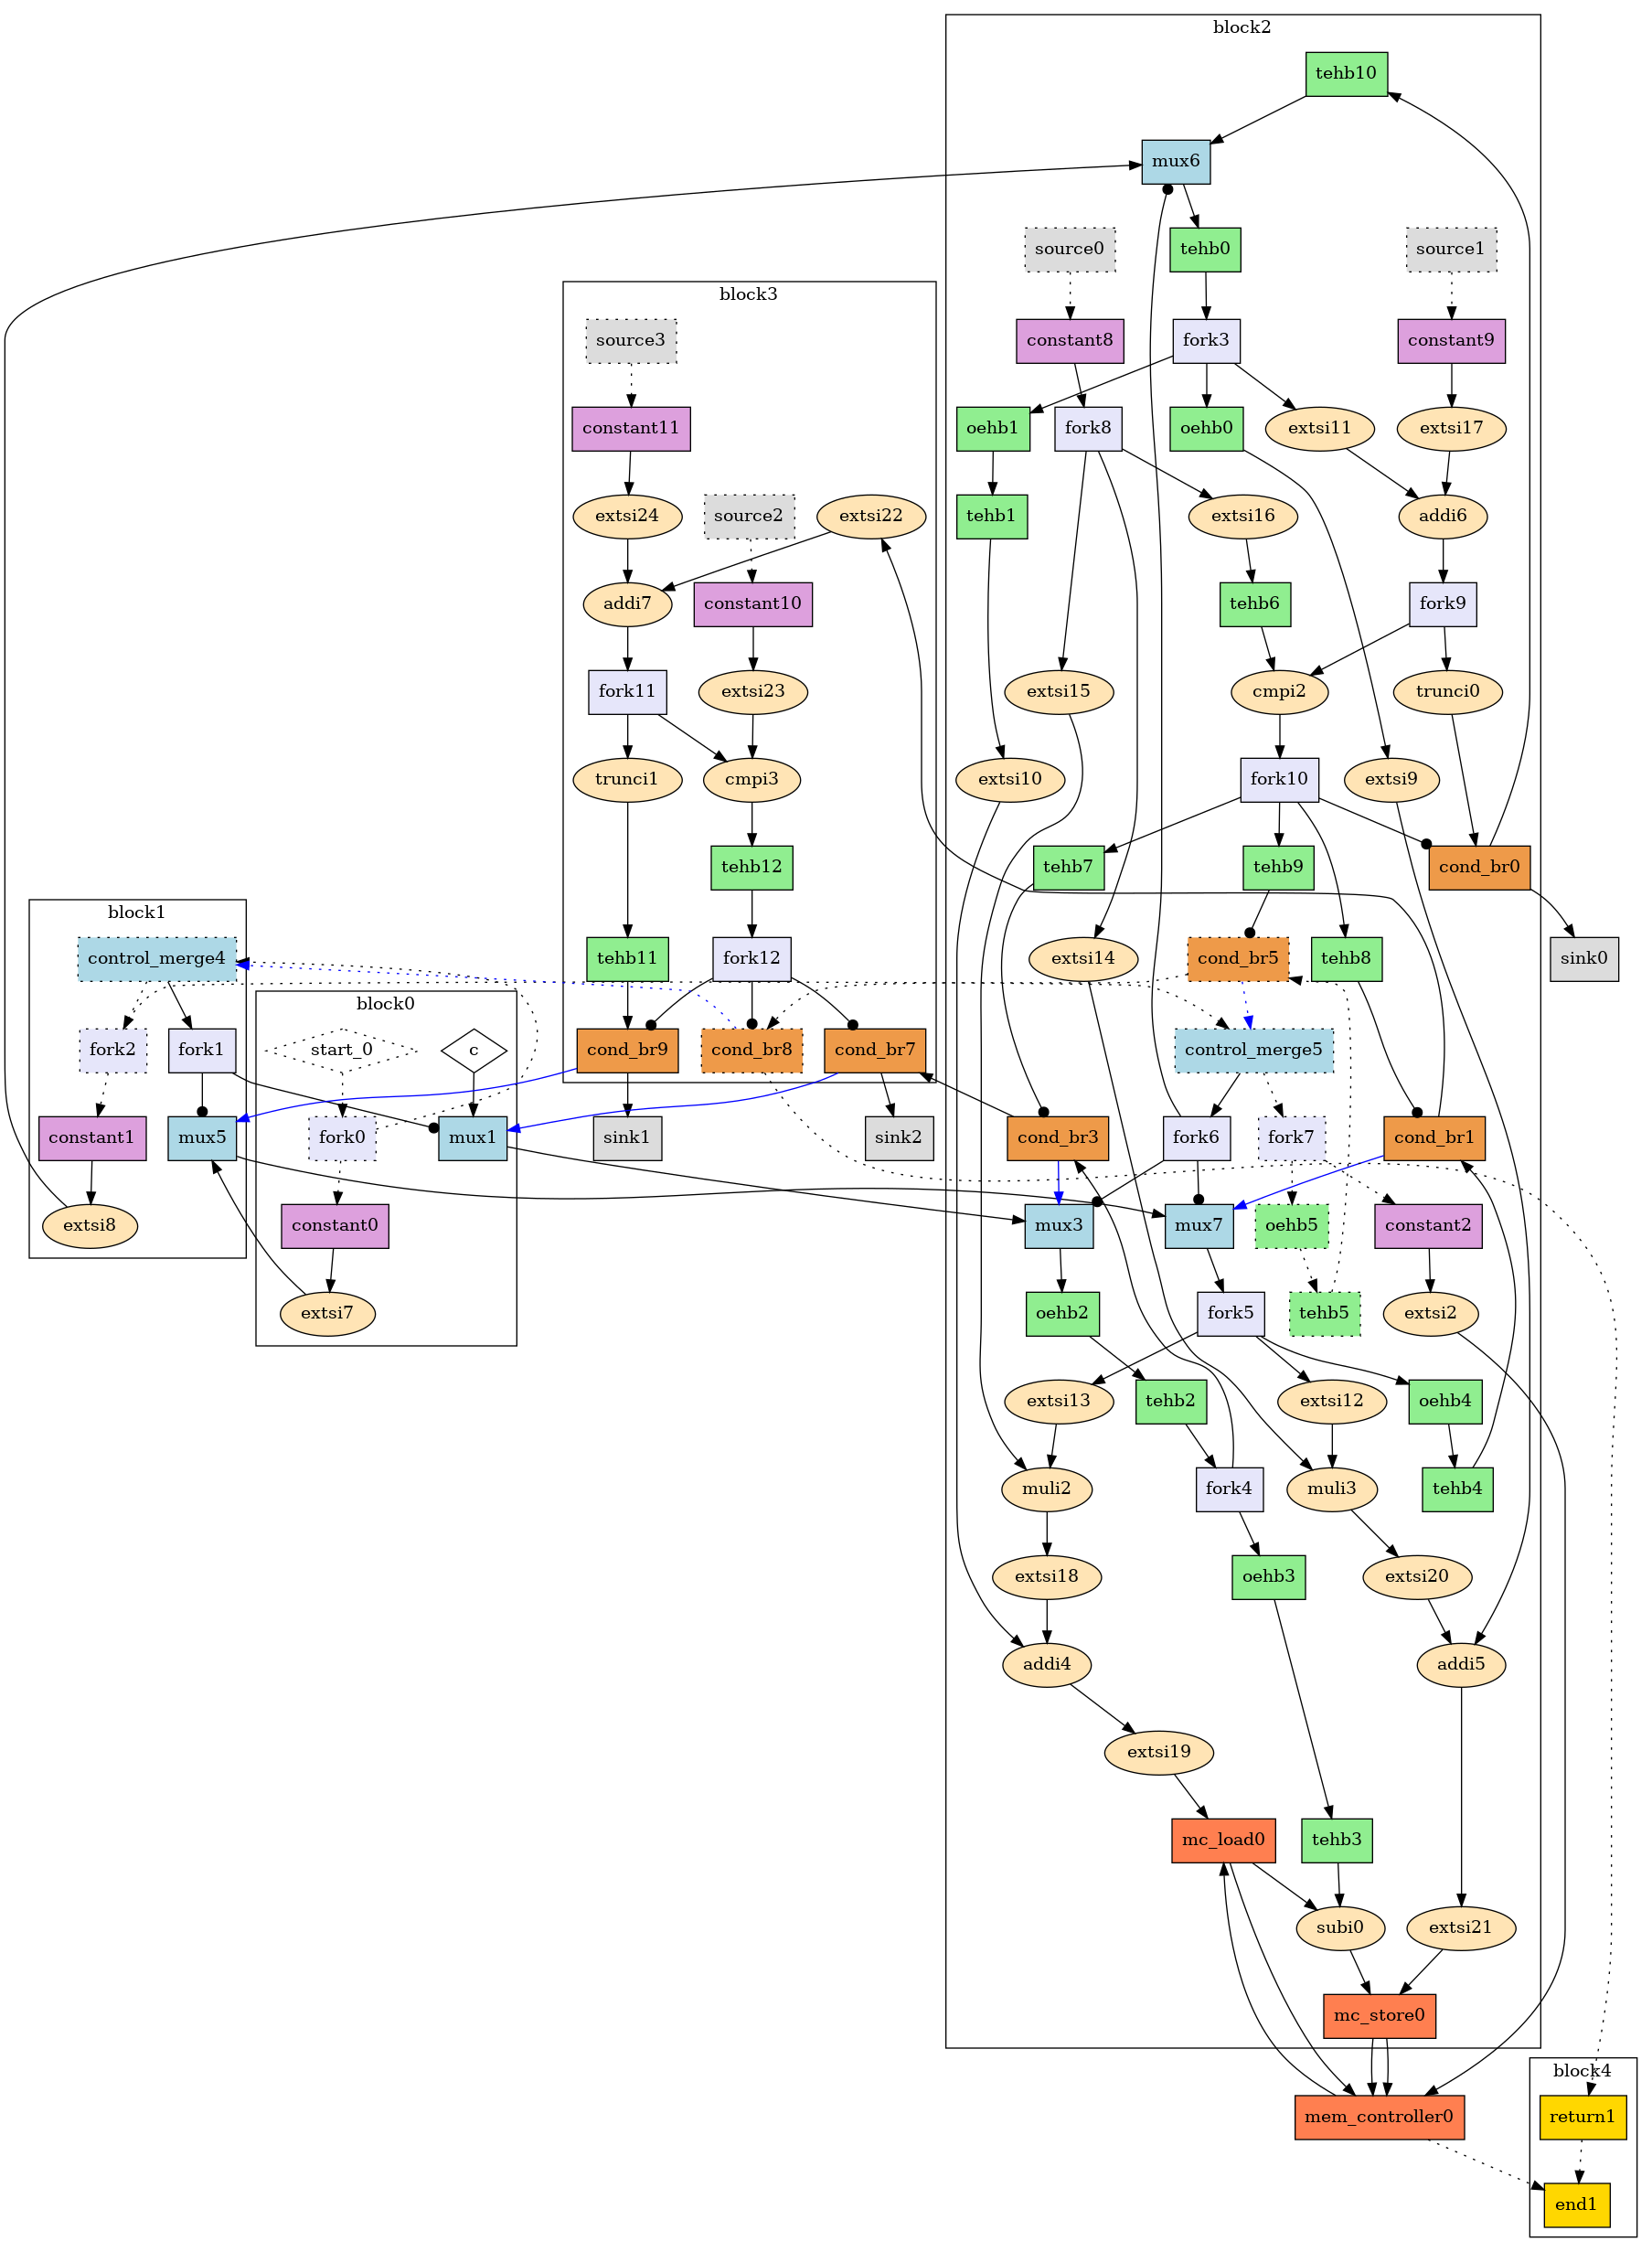 block2
tehb10
mux6
source0
tehb0
source1
block3
source3
constant8
fork3
constant9
constant11
oehb1
fork8
oehb0
extsi11
extsi17
extsi24
source2
extsi22
tehb1
extsi16
addi6
addi7
constant10
tehb6
fork9
fork11
extsi23
extsi15
cmpi2
trunci0
trunci1
cmpi3
extsi10
fork10
extsi9
tehb12
tehb7
tehb9
cond_br0
block1
control_merge4
tehb11
fork12
extsi14
cond_br5
tehb8
sink0
block0
fork2
fork1
start_0
c
cond_br9
cond_br8
cond_br7
control_merge5
constant1
mux5
fork0
mux1
sink1
sink2
cond_br3
fork6
fork7
cond_br1
extsi8
constant0
mux3
mux7
oehb5
constant2
extsi7
oehb2
fork5
tehb5
extsi2
extsi13
tehb2
extsi12
oehb4
muli2
fork4
muli3
tehb4
extsi18
oehb3
extsi20
addi4
addi5
extsi19
mc_load0
tehb3
subi0
extsi21
mc_store0
block4
mem_controller0
return1
end1